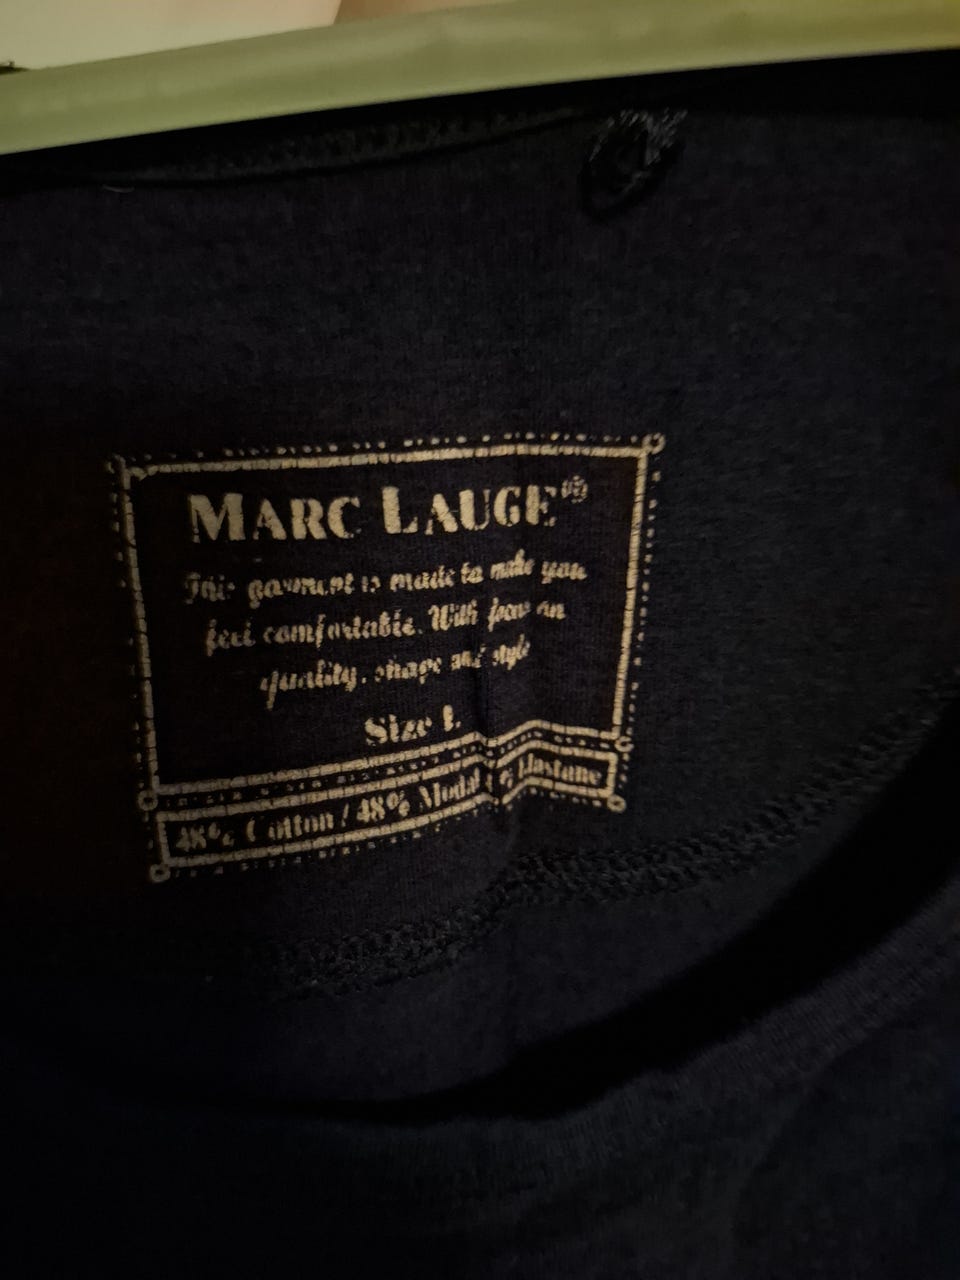 MARC LAUGE®
This garment is made to make you
feel comfortable. With focus on
quality, shape and style
Size L
48% Cotton / 48% Modal % Elastane